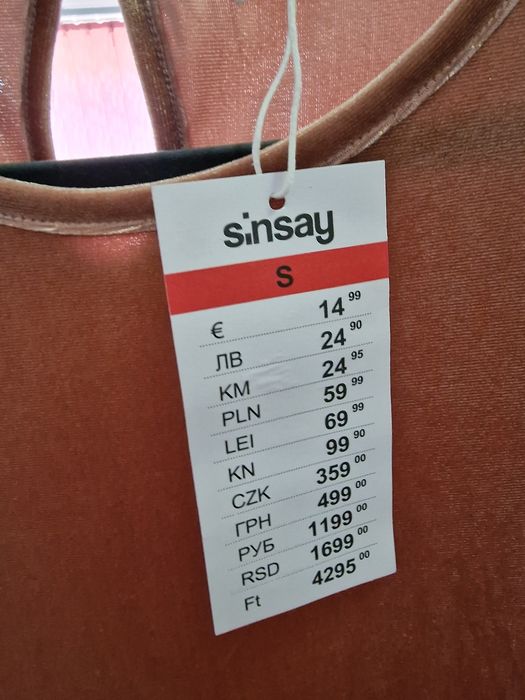 sinsay
S
€ 14 99
ЛВ 24 90
KM 24 95
PLN 59 99
LEI 69 99
KN 99 90
CZK 359 00
ГРН 499 00
РУБ 1199 00
RSD 1699 00
Ft 4295 00